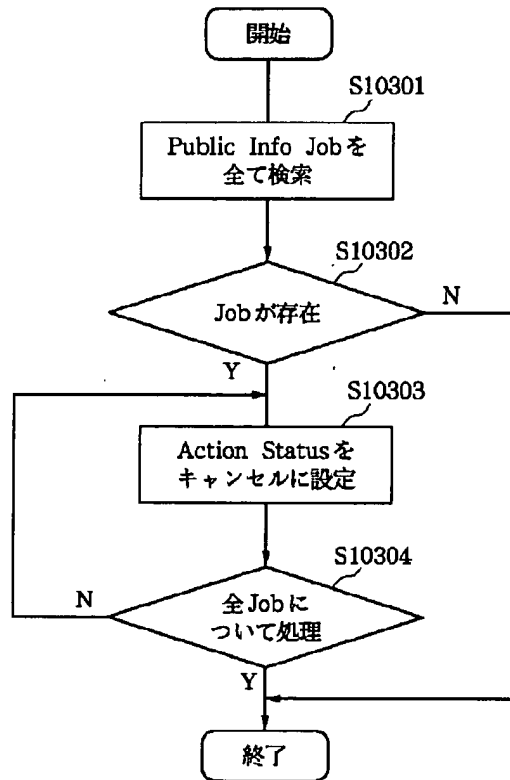 開始
S10301
Public Info Jobを
全て検索
S10302
Jobが存在
N
Y
S10303
Action Statusを
キャンセルに設定
S10304
全Jobに
ついて処理
N
Y
終了